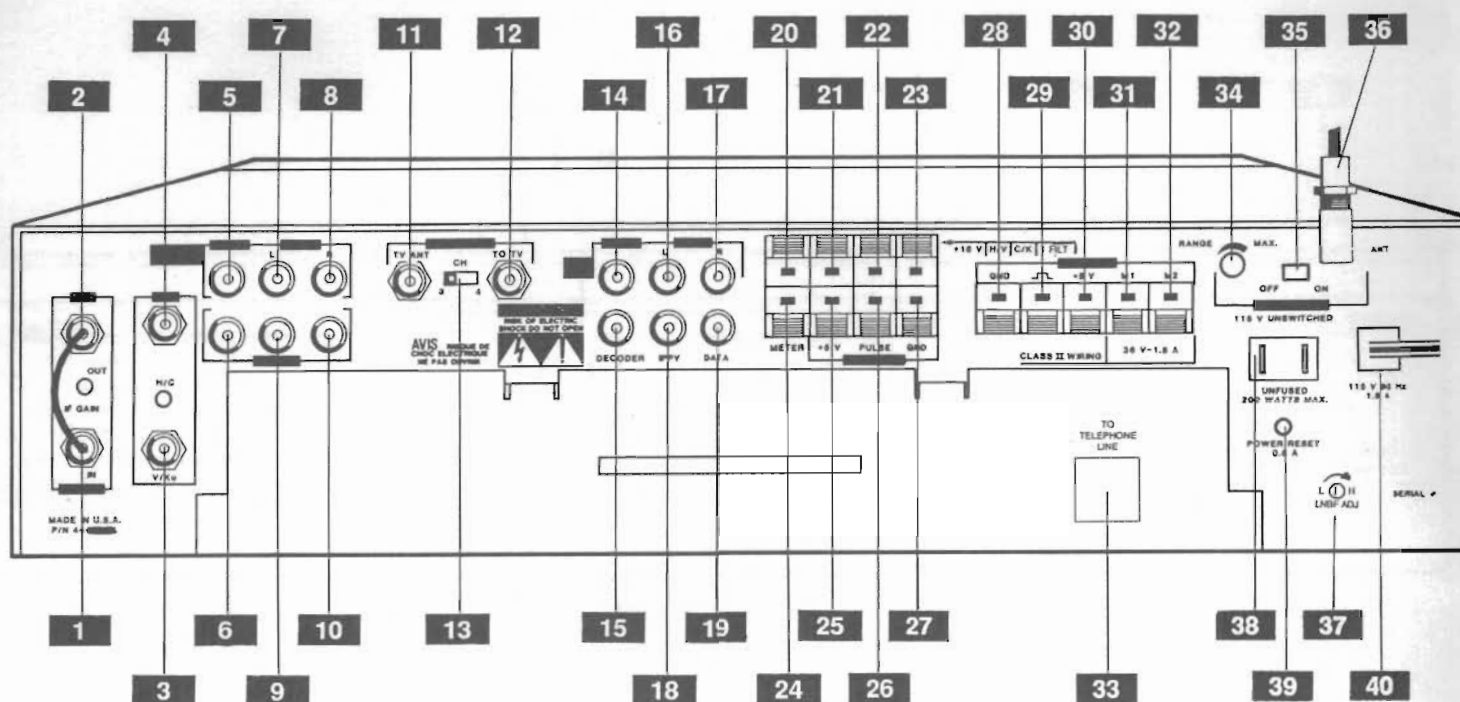 4 7 11 12 16 20 22 28 30 32 35 36
2 5 8 14 17 21 23 29 31 34
L R
TV ANT CH TO TV
3 4
L R
+18 V H/V C/K FILT
RANGE MAX.
ANT
GND +5 V M1 M2
OFF ON
115 V UNSWITCHED
RISK OF ELECTRIC
SHOCK DO NOT OPEN
AVIS RISQUE DE
CHOC ELECTRIQUE
NE PAS OUVRIR
DECODER IPPV DATA
METER +5 V PULSE GND
CLASS II WIRING 36 V-1.5 A
OUT
IF GAIN
IN
H/C
V/Ku
UNFUSED
200 WATTS MAX.
115 V 60 Hz
POWER RESET
TO
TELEPHONE
LINE
L H
LNBF ADJ
SERIAL #
MADE IN U.S.A.
P/N
1 6 10 13 15 19 25 27 38 37
3 9 18 24 26 33 39 40